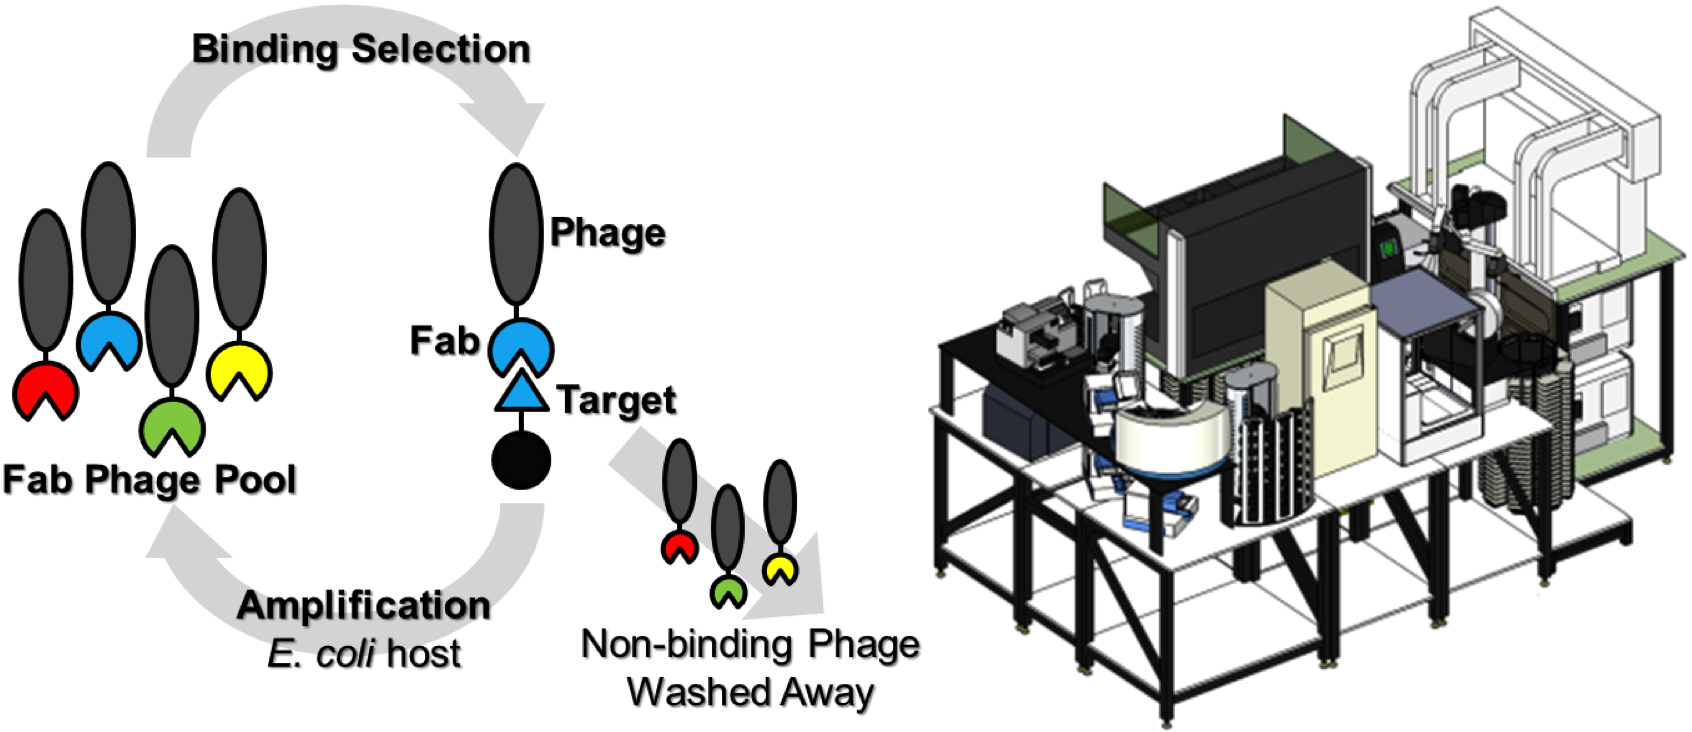 Binding Selection
Phage
Fab
Target
Fab Phage Pool
Amplification
E. coli host
Non-binding Phage
Washed Away